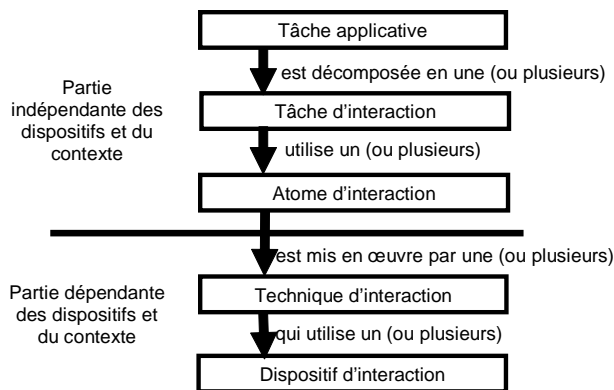 Tâche applicative
est décomposée en une (ou plusieurs)
Partie
indépendante des
dispositifs et du
contexte
Tâche d'interaction
utilise un (ou plusieurs)
Atome d'interaction
est mis en œuvre par une (ou plusieurs)
Partie dépendante
des dispositifs et
du contexte
Technique d'interaction
qui utilise un (ou plusieurs)
Dispositif d'interaction